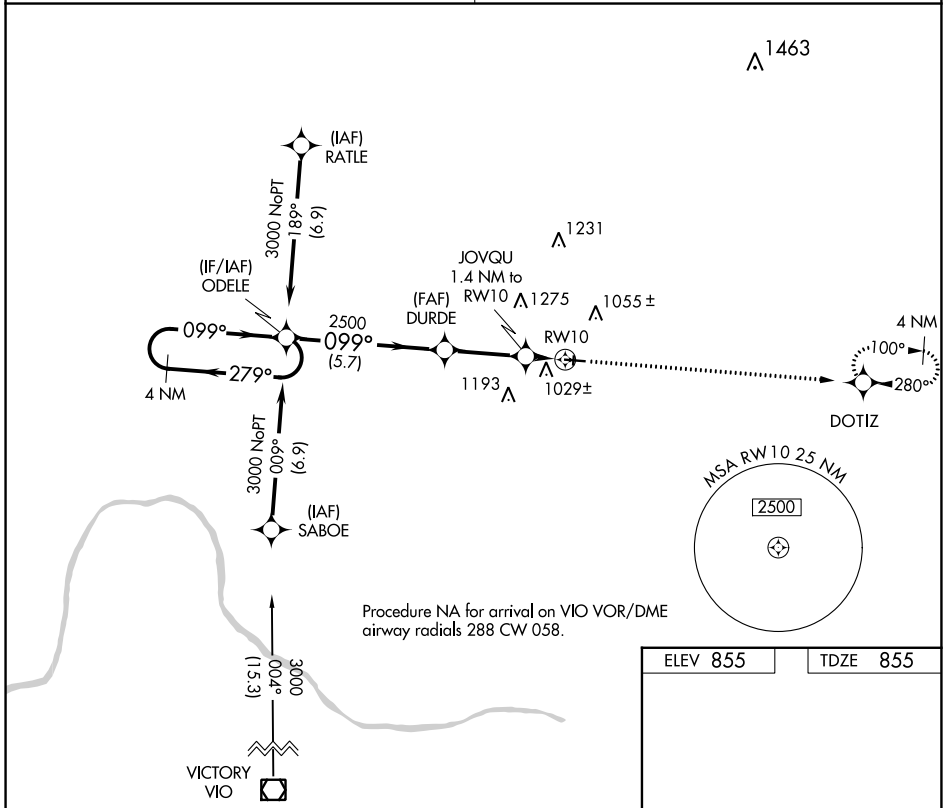 1463
(IAF)
RATLE
3000 NoPT
189°
(6.9)
1231
(IF/IAF)
ODELE
JOVQU
1.4 NM to
RW10
1275
(FAF)
DURDE
1055 ±
RW10
4 NM
099°
2500
099°
(5.7)
100°
279°
4 NM
1193
1029±
280°
DOTIZ
3000 NoPT
009°
(6.9)
MSA RW10 25 NM
2500
(IAF)
SABOE
Procedure NA for arrival on VIO VOR/DME
airway radials 288 CW 058.
3000
004°
(15.3)
ELEV 855
TDZE 855
VICTORY
VIO